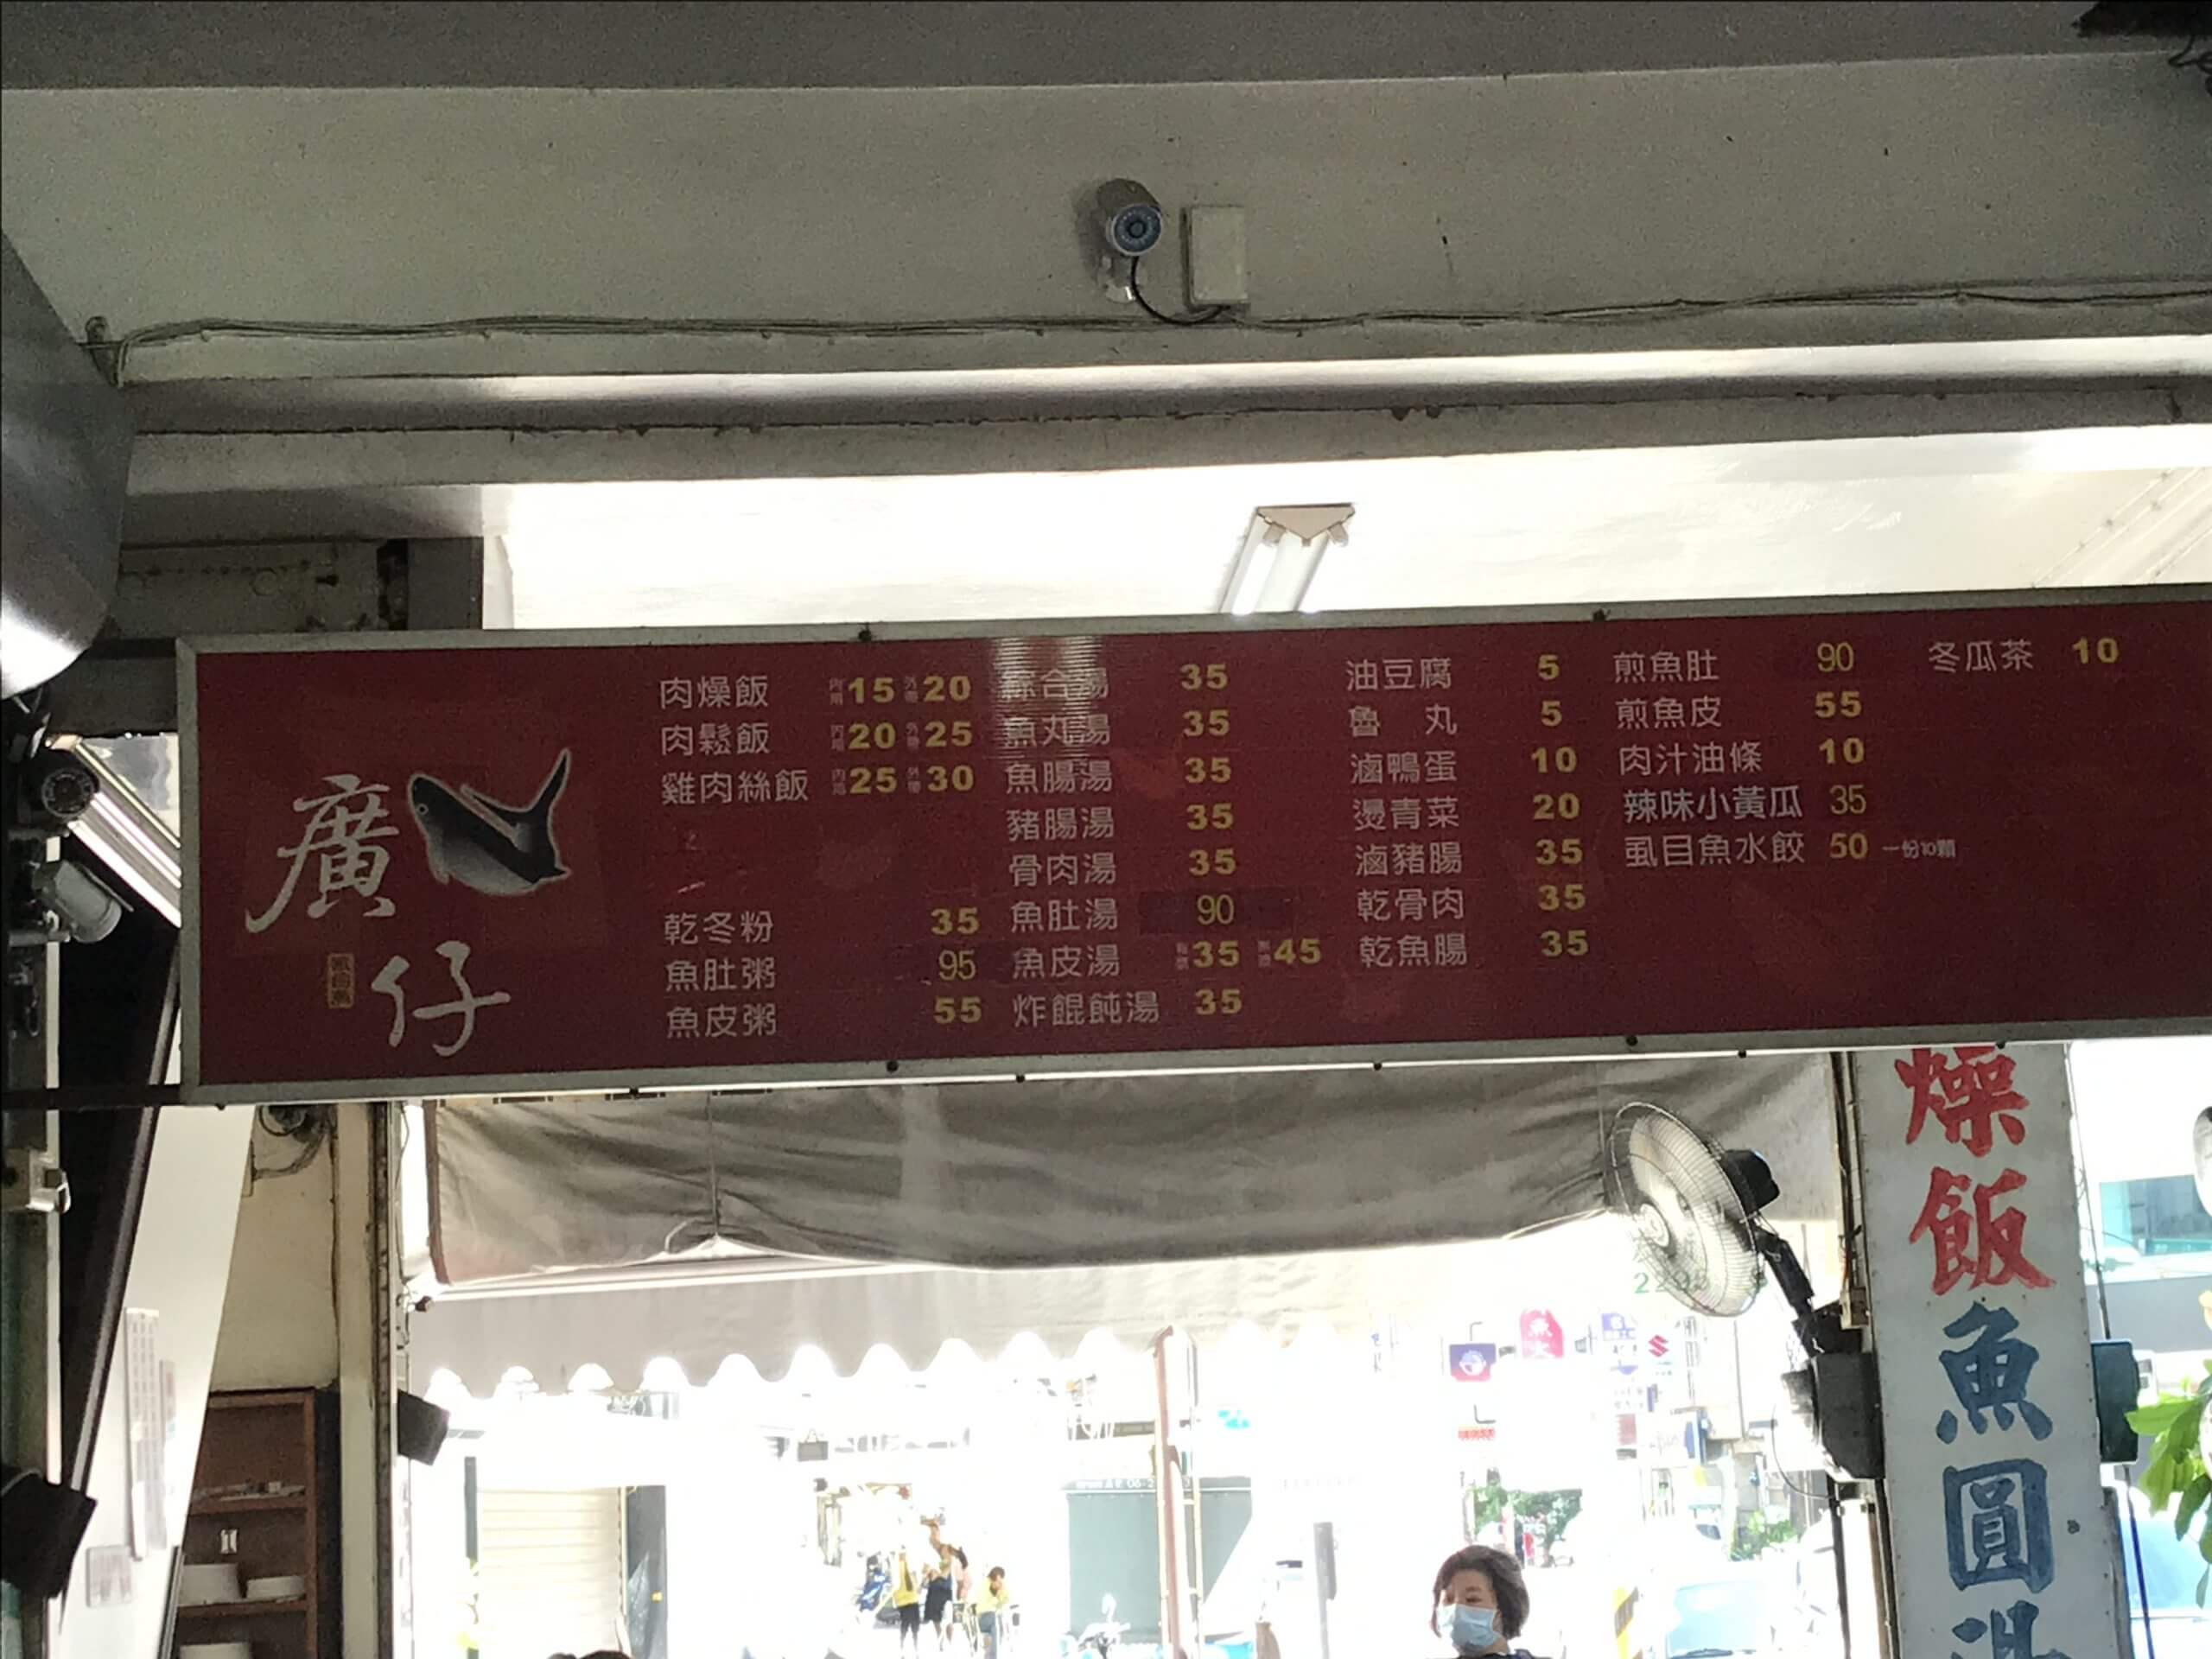 廣仔
虱目魚
肉燥飯 內用15 外帶20
肉鬆飯 內用20 外帶25
雞肉絲飯 內用25 外帶30
乾冬粉 35
魚肚粥 95
魚皮粥 55
綜合湯 35
魚丸湯 35
魚腸湯 35
豬腸湯 35
骨肉湯 35
魚肚湯 90
魚皮湯 35 45
炸餛飩湯 35
油豆腐 5
魯 丸 5
滷鴨蛋 10
燙青菜 20
滷豬腸 35
乾骨肉 35
乾魚腸 35
煎魚肚 90
煎魚皮 55
肉汁油條 10
辣味小黃瓜 35
虱目魚水餃 50 一份10顆
冬瓜茶 10
燥飯魚圓湯